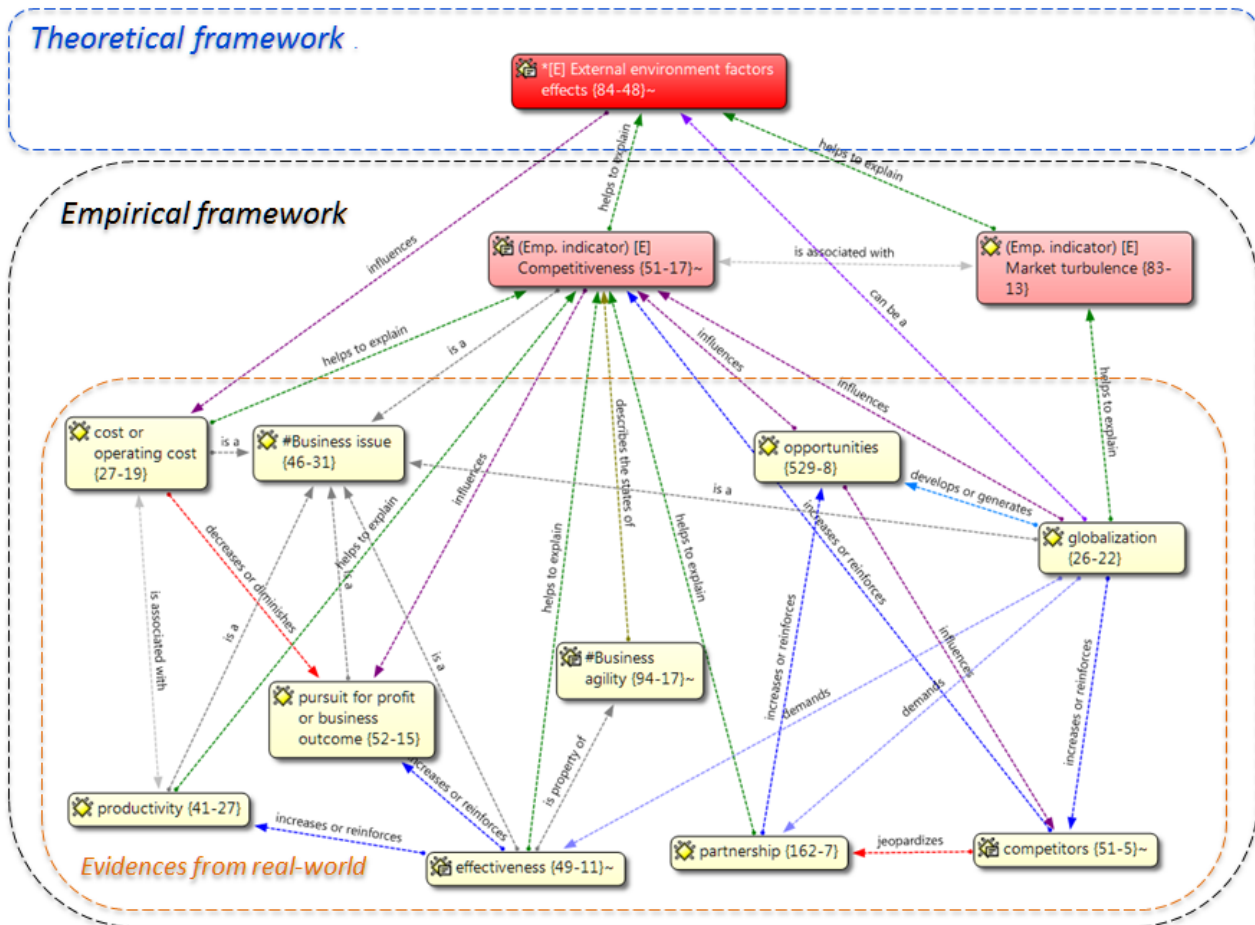 Theoretical framework .
*[E] External environment factors
effects {84-48}~
helps to explain
helps to explain
Empirical framework
influences
(Emp. indicator) [E]
Competitiveness {51-17}~
is associated with
(Emp. indicator) [E]
Market turbulence {83-
13}
can be a
helps to explain
is a
influences
influences
helps to explain
cost or
operating cost
{27-19}
is a
#Business issue
{46-31}
describes the states of
opportunities
{529-8}
influences
is a
develops or generates
globalization
{26-22}
helps to explain
increases or reinforces
decreases or diminishes
is a
helps to explain
helps to explain
is associated with
is a
is a
#Business
agility {94-17}~
increases or reinforces
influences
demands
demands
increases or reinforces
pursuit for profit
or business
outcome {52-15}
is property of
increases or reinforces
productivity {41-27}
increases or reinforces
jeopardizes
partnership {162-7}
competitors {51-5}~
Evidences from real-world
effectiveness {49-11}~